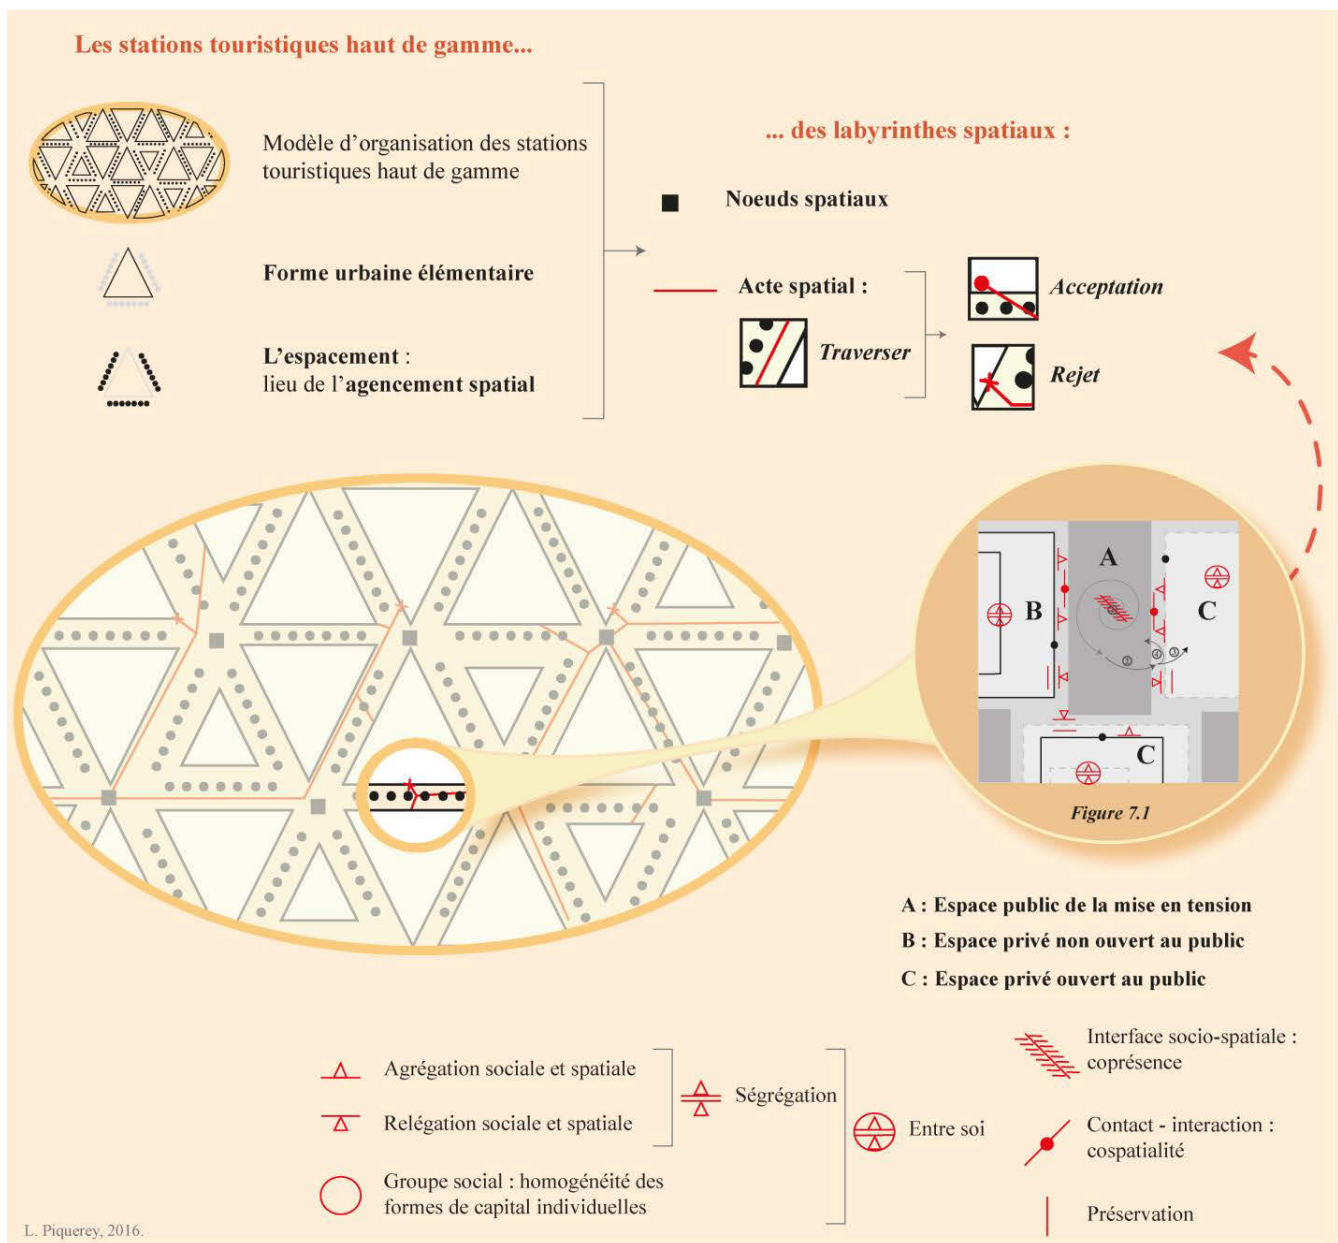 Les stations touristiques haut de gamme...
Modèle d'organisation des stations
touristiques haut de gamme
Forme urbaine élémentaire
L'espacement :
lieu de l'agencement spatial
... des labyrinthes spatiaux :
Noeuds spatiaux
Acte spatial :
Traverser
Acceptation
Rejet
A
B
C
C
Figure 7.1
A : Espace public de la mise en tension
B : Espace privé non ouvert au public
C : Espace privé ouvert au public
Agrégation sociale et spatiale
Relégation sociale et spatiale
Groupe social : homogénéité des
formes de capital individuelles
Ségrégation
Entre soi
Interface socio-spatiale :
coprésence
Contact - interaction :
cospatialité
Préservation
L. Piquerey, 2016.